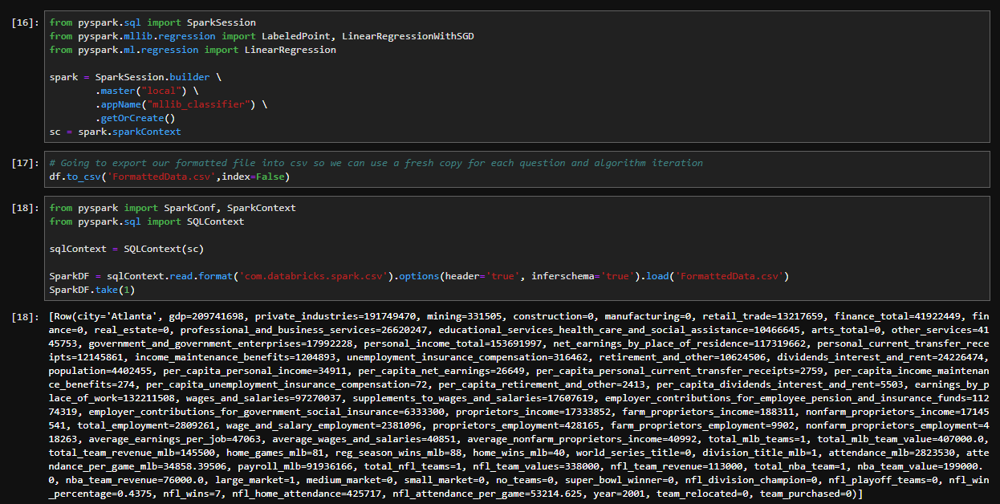 [16]: from pyspark.sql import SparkSession
from pyspark.mllib.regression import LabeledPoint, LinearRegressionWithSGD
from pyspark.ml.regression import LinearRegression
spark = SparkSession.builder \
.master("local") \
.appName("mllib_classifier") \
.getOrCreate()
sc = spark.sparkContext
[17]: # Going to export our formatted file into csv so we can use a fresh copy for each question and algorithm iteration
df.to_csv('FormattedData.csv',index=False)
[18]: from pyspark import SparkConf, SparkContext
from pyspark.sql import SQLContext
sqlContext = SQLContext(sc)
SparkDF = sqlContext.read.format('com.databricks.spark.csv').options(header='true', inferschema='true').load('FormattedData.csv')
SparkDF.take(1)
[18]: [Row(city='Atlanta', gdp=209741698, private_industries=191749470, mining=331505, construction=0, manufacturing=0, retail_trade=13217659, finance_total=41922449, fin
ance=0, real_estate=0, professional_and_business_services=26620247, educational_services_health_care_and_social_assistance=10466645, arts_total=0, other_services=41
45753, government_and_government_enterprises=17992228, personal_income_total=153691997, net_earnings_by_place_of_residence=117319662, personal_current_transfer_rece
ipts=12145861, income_maintenance_benefits=1204893, unemployment_insurance_compensation=316462, retirement_and_other=10624506, dividends_interest_and_rent=24226474,
population=4402455, per_capita_personal_income=34911, per_capita_net_earnings=26649, per_capita_personal_current_transfer_receipts=2759, per_capita_income_maintenan
ce_benefits=274, per_capita_unemployment_insurance_compensation=72, per_capita_retirement_and_other=2413, per_capita_dividends_interest_and_rent=5503, earnings_by_p
lace_of_work=132211508, wages_and_salaries=97270037, supplements_to_wages_and_salaries=17607619, employer_contributions_for_employee_pension_and_insurance_funds=112
74319, employer_contributions_for_government_social_insurance=6333300, proprietors_income=17333852, farm_proprietors_income=188311, nonfarm_proprietors_income=17145
541, total_employment=2809261, wage_and_salary_employment=2381096, proprietors_employment=428165, farm_proprietors_employment=9902, nonfarm_proprietors_employment=4
18263, average_earnings_per_job=47063, average_wages_and_salaries=40851, average_nonfarm_proprietors_income=40992, total_mlb_teams=1, total_mlb_team_value=407000.0,
total_team_revenue_mlb=145500, home_games_mlb=81, reg_season_wins_mlb=88, home_wins_mlb=40, world_series_title=0, division_title_mlb=1, attendance_mlb=2823530, atte
ndance_per_game_mlb=34858.39506, payroll_mlb=91936166, total_nfl_teams=1, nfl_team_values=338000, nfl_team_revenue=113000, total_nba_team=1, nba_team_value=199000.
0, nba_team_revenue=76000.0, large_market=1, medium_market=0, small_market=0, no_teams=0, super_bowl_winner=0, nfl_division_champion=0, nfl_playoff_teams=0, nfl_win
_percentage=0.4375, nfl_wins=7, nfl_home_attendance=425717, nfl_attendance_per_game=53214.625, year=2001, team_relocated=0, team_purchased=0)]